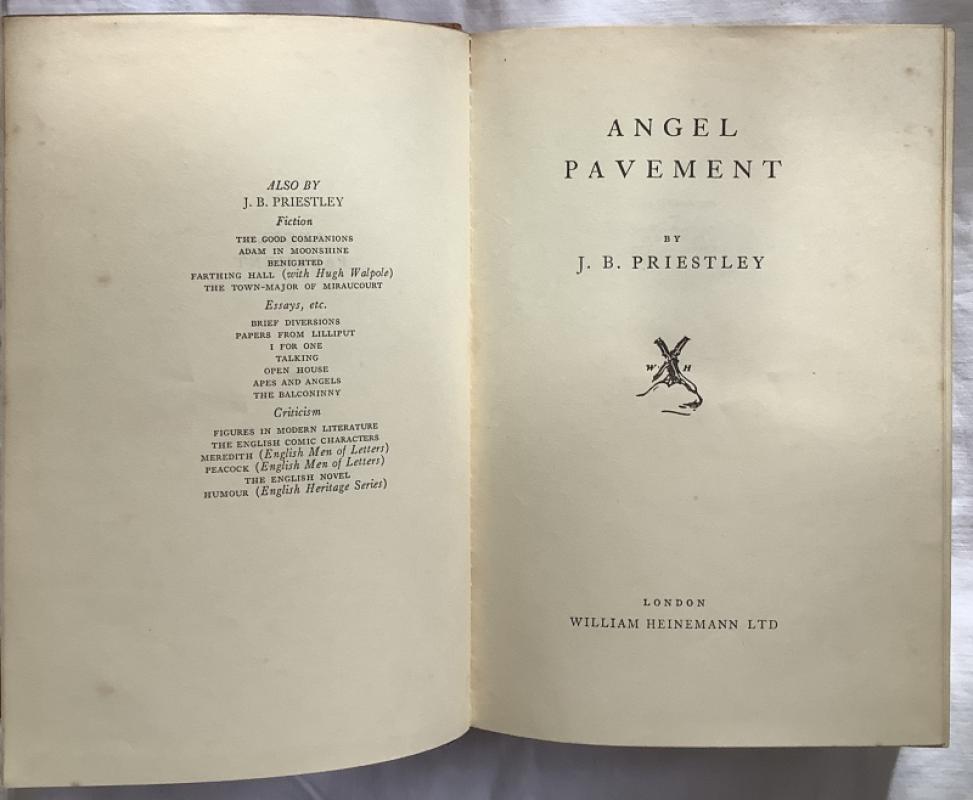 ALSO BY
J. B. PRIESTLEY
Fiction
THE GOOD COMPANIONS
ADAM IN MOONSHINE
BENIGHTED
FARTHING HALL (with Hugh Walpole)
THE TOWN-MAJOR OF MIRAUCOURT
Essays, etc.
BRIEF DIVERSIONS
PAPERS FROM LILLIPUT
I FOR ONE
TALKING
OPEN HOUSE
APES AND ANGELS
THE BALCONINNY
Criticism
FIGURES IN MODERN LITERATURE
THE ENGLISH COMIC CHARACTERS
MEREDITH (English Men of Letters)
PEACOCK (English Men of Letters)
THE ENGLISH NOVEL
HUMOUR (English Heritage Series)
ANGEL
PAVEMENT
BY
J. B. PRIESTLEY
W H
LONDON
WILLIAM HEINEMANN LTD